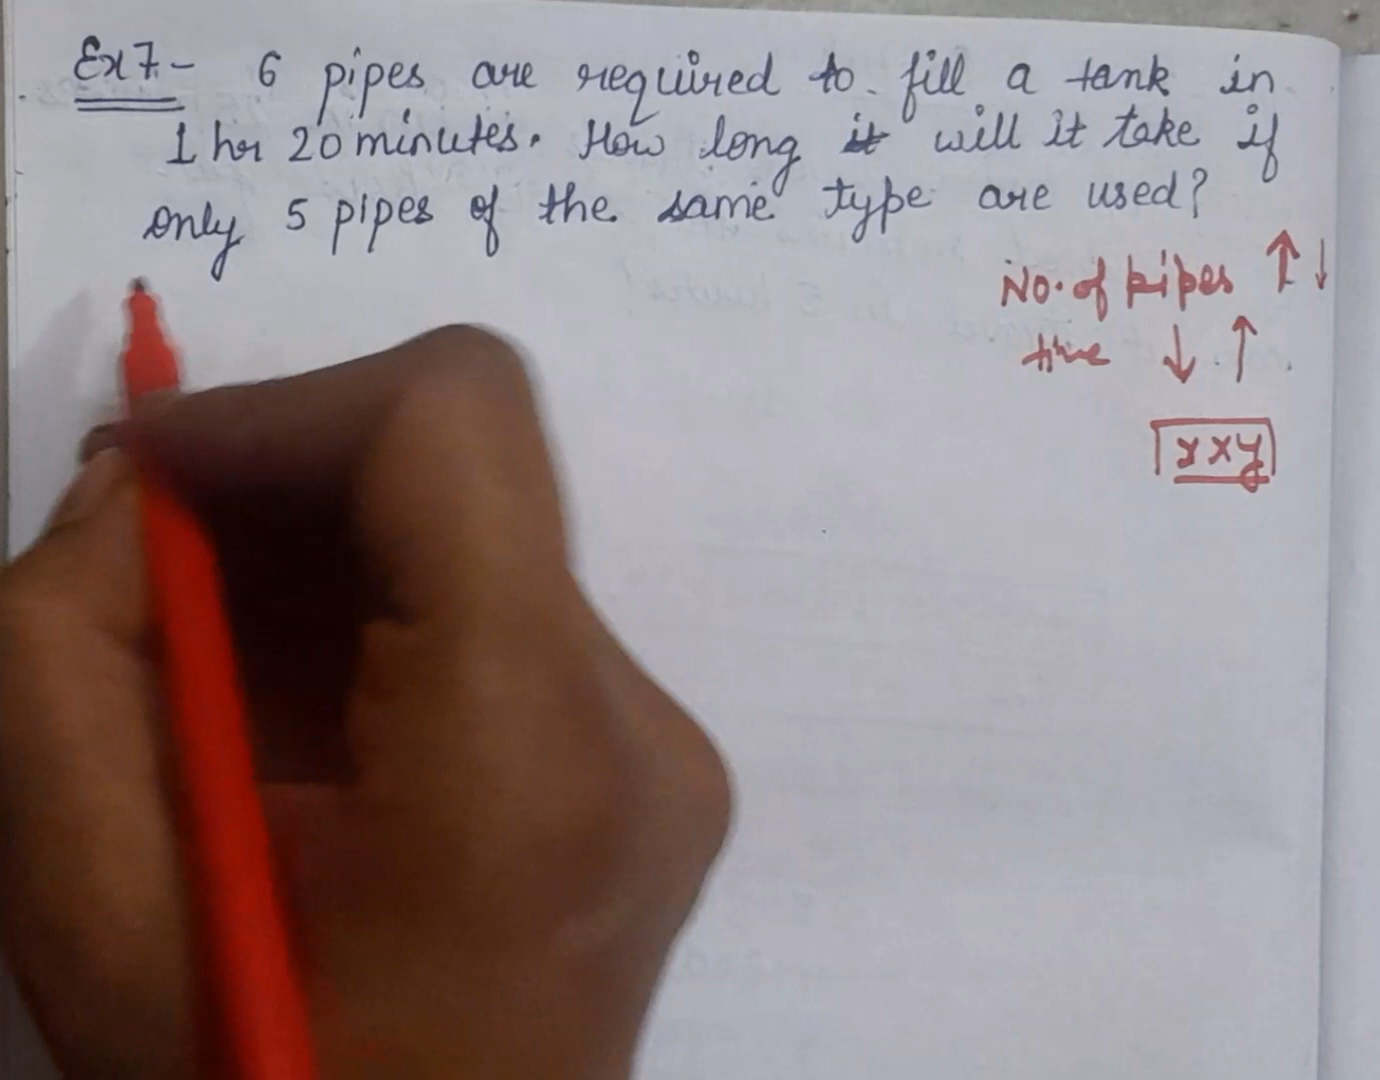 Ex7- 6 pipes are required to fill a tank in
1 hr 20 minutes. How long it will it take if
only 5 pipes of the same type are used?
No. of pipes ↑ ↓
time ↓ ↑
x×y